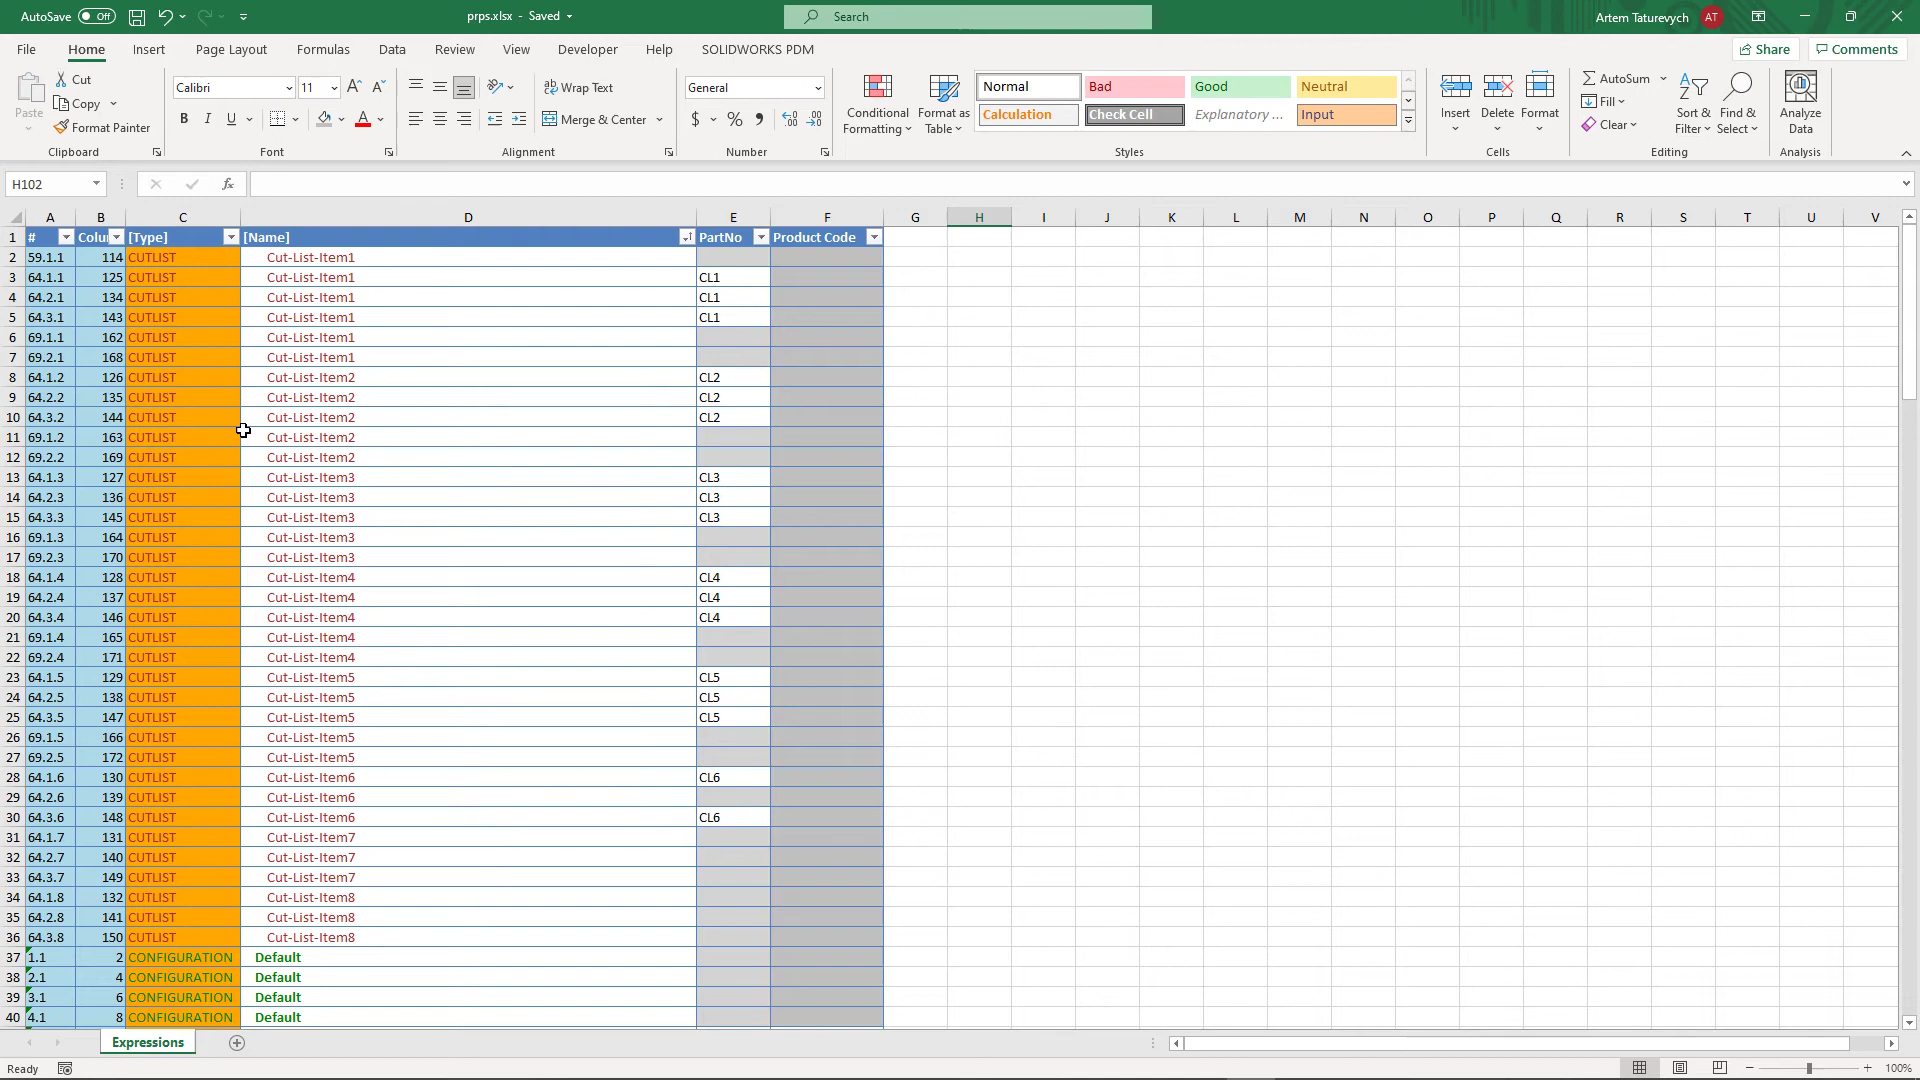 AutoSave Off prps.xlsx - Saved Search Artem Taturevych AT
File Home Insert Page Layout Formulas Data Review View Developer Help SOLIDWORKS PDM Share Comments
Paste Cut Copy Format Painter
Clipboard
Calibri 11 B I U A A A
Font
Wrap Text
Merge & Center
Alignment
General
$ % 9
Number
Conditional Formatting
Format as Table
Normal Bad Good Neutral
Calculation Check Cell Explanatory ... Input
Styles
Insert Delete Format
Cells
AutoSum
Fill
Clear
Sort & Filter
Find & Select
Editing
Analyze Data
Analysis
H102 fx
A B C D E F G H I J K L M N O P Q R S T U V
1 # Colu [Type] [Name] PartNo Product Code
2 59.1.1 114 CUTLIST Cut-List-Item1
3 64.1.1 125 CUTLIST Cut-List-Item1 CL1
4 64.2.1 134 CUTLIST Cut-List-Item1 CL1
5 64.3.1 143 CUTLIST Cut-List-Item1 CL1
6 69.1.1 162 CUTLIST Cut-List-Item1
7 69.2.1 168 CUTLIST Cut-List-Item1
8 64.1.2 126 CUTLIST Cut-List-Item2 CL2
9 64.2.2 135 CUTLIST Cut-List-Item2 CL2
10 64.3.2 144 CUTLIST Cut-List-Item2 CL2
11 69.1.2 163 CUTLIST Cut-List-Item2
12 69.2.2 169 CUTLIST Cut-List-Item2
13 64.1.3 127 CUTLIST Cut-List-Item3 CL3
14 64.2.3 136 CUTLIST Cut-List-Item3 CL3
15 64.3.3 145 CUTLIST Cut-List-Item3 CL3
16 69.1.3 164 CUTLIST Cut-List-Item3
17 69.2.3 170 CUTLIST Cut-List-Item3
18 64.1.4 128 CUTLIST Cut-List-Item4 CL4
19 64.2.4 137 CUTLIST Cut-List-Item4 CL4
20 64.3.4 146 CUTLIST Cut-List-Item4 CL4
21 69.1.4 165 CUTLIST Cut-List-Item4
22 69.2.4 171 CUTLIST Cut-List-Item4
23 64.1.5 129 CUTLIST Cut-List-Item5 CL5
24 64.2.5 138 CUTLIST Cut-List-Item5 CL5
25 64.3.5 147 CUTLIST Cut-List-Item5 CL5
26 69.1.5 166 CUTLIST Cut-List-Item5
27 69.2.5 172 CUTLIST Cut-List-Item5
28 64.1.6 130 CUTLIST Cut-List-Item6 CL6
29 64.2.6 139 CUTLIST Cut-List-Item6
30 64.3.6 148 CUTLIST Cut-List-Item6 CL6
31 64.1.7 131 CUTLIST Cut-List-Item7
32 64.2.7 140 CUTLIST Cut-List-Item7
33 64.3.7 149 CUTLIST Cut-List-Item7
34 64.1.8 132 CUTLIST Cut-List-Item8
35 64.2.8 141 CUTLIST Cut-List-Item8
36 64.3.8 150 CUTLIST Cut-List-Item8
37 1.1 2 CONFIGURATION Default
38 2.1 4 CONFIGURATION Default
39 3.1 6 CONFIGURATION Default
40 4.1 8 CONFIGURATION Default
Expressions
Ready 100%